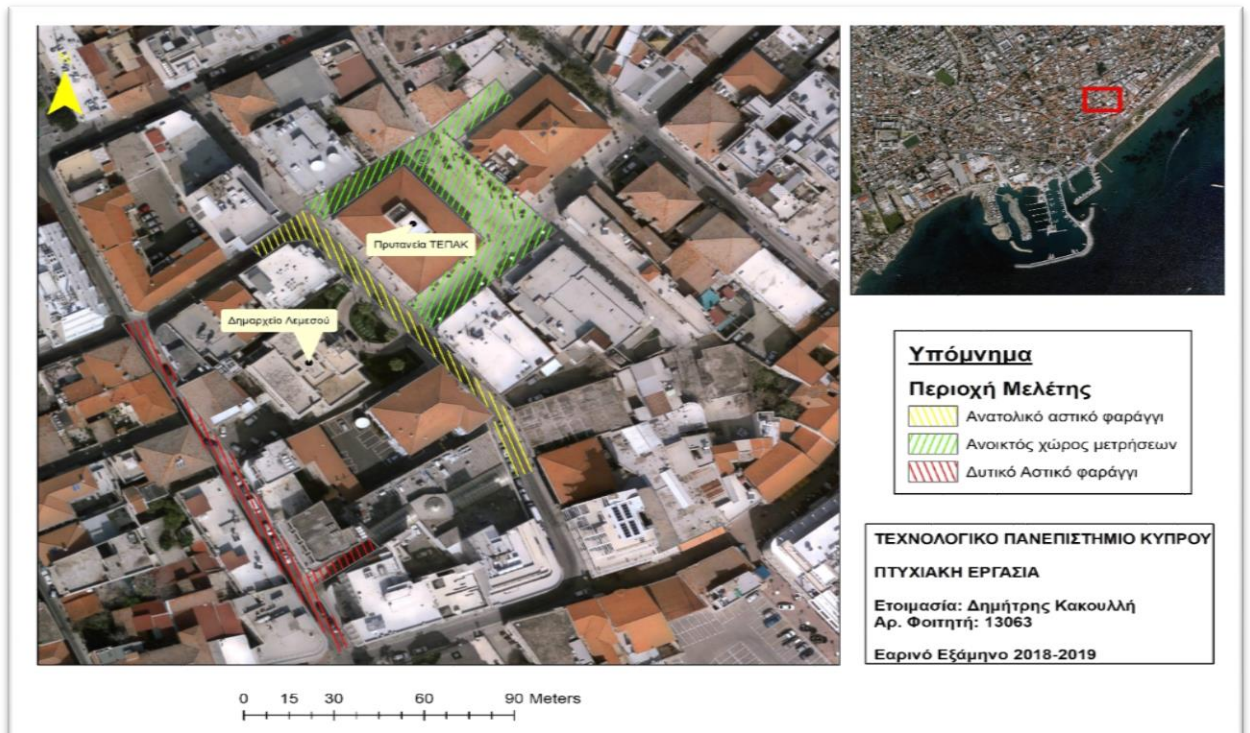 Πρυτανεία ΤΕΠΑΚ
Δημαρχείο Λεμεσού
Υπόμνημα
Περιοχή Μελέτης
Ανατολικό αστικό φαράγγι
Ανοικτός χώρος μετρήσεων
Δυτικό Αστικό φαράγγι
ΤΕΧΝΟΛΟΓΙΚΟ ΠΑΝΕΠΙΣΤΗΜΙΟ ΚΥΠΡΟΥ
ΠΤΥΧΙΑΚΗ ΕΡΓΑΣΙΑ
Ετοιμασία: Δημήτρης Κακουλλή
Αρ. Φοιτητή: 13063
Εαρινό Εξάμηνο 2018-2019
0 15 30 60 90 Meters